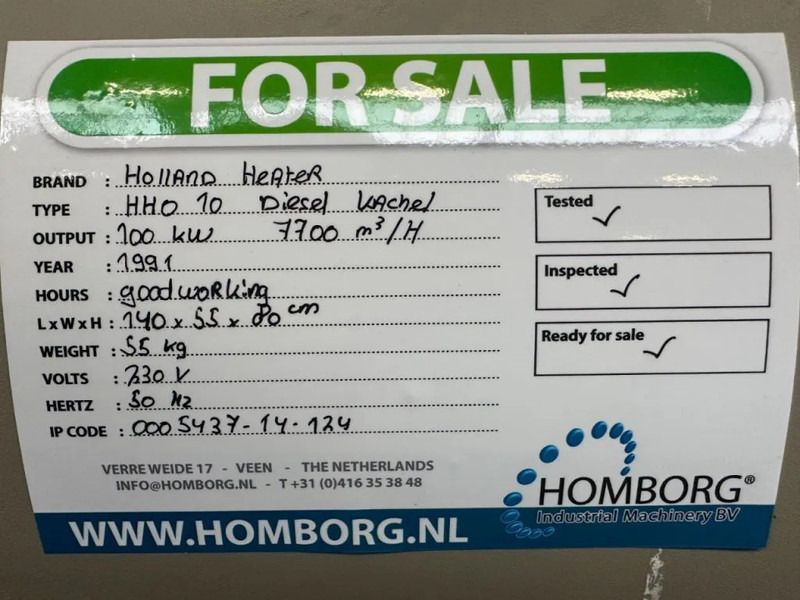 FOR SALE
BRAND : Holland Heater
TYPE : HHO 10 Diesel kachel
OUTPUT : 100 kW 7700 m³/H
YEAR : 1991
HOURS : good working
L x W x H : 140 x 55 x 80 cm
WEIGHT : 55 kg
VOLTS : 230 V
HERTZ : 50 Hz
IP CODE : 0005437-14-124
Tested ✓
Inspected ✓
Ready for sale ✓
VERRE WEIDE 17 - VEEN - THE NETHERLANDS
INFO@HOMBORG.NL - T +31 (0)416 35 38 48
HOMBORG®
Industrial Machinery BV
WWW.HOMBORG.NL